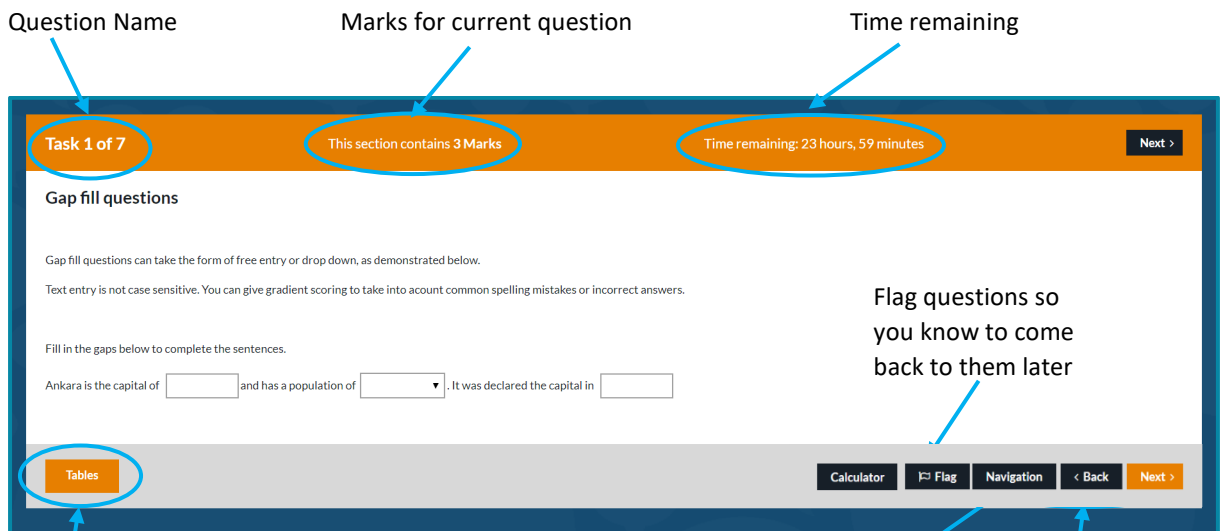 Question Name
Marks for current question
Time remaining
Task 1 of 7
This section contains 3 Marks
Time remaining: 23 hours, 59 minutes
Next >
Gap fill questions
Gap fill questions can take the form of free entry or drop down, as demonstrated below.
Text entry is not case sensitive. You can give gradient scoring to take into acount common spelling mistakes or incorrect answers.
Flag questions so
you know to come
back to them later
Fill in the gaps below to complete the sentences.
Ankara is the capital of and has a population of . It was declared the capital in
Tables
Calculator
Flag
Navigation
< Back
Next >